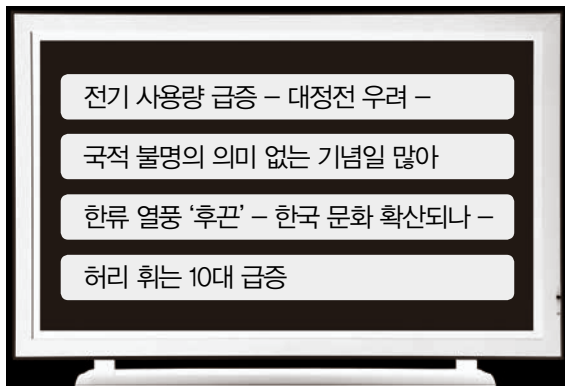 전기 사용량 급증 – 대정전 우려 –
국적 불명의 의미 없는 기념일 많아
한류 열풍 ‘후끈’ – 한국 문화 확산되나 –
허리 휘는 10대 급증